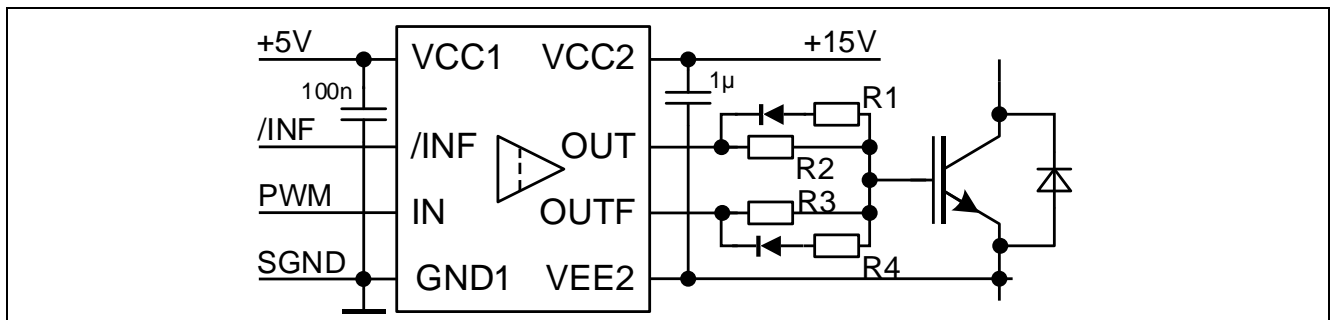 +5V
VCC1
VCC2
+15V
100n
1µ
R1
/INF
/INF
OUT
R2
PWM
IN
OUTF
R3
SGND
GND1
VEE2
R4